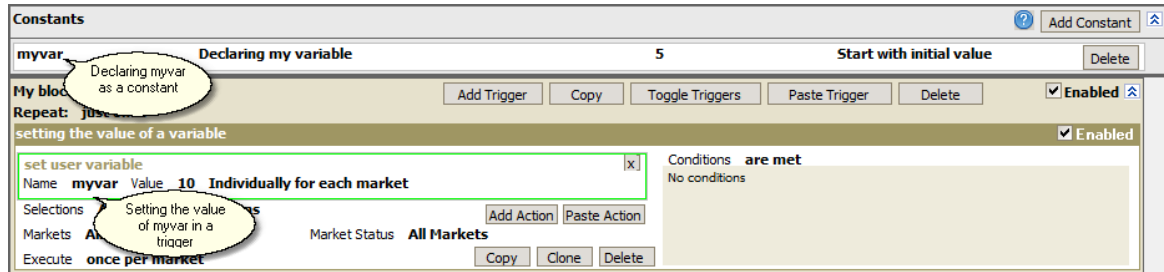 Constants ? Add Constant
myvar Declaring my variable 5 Start with initial value Delete
Declaring myvar
as a constant
My bloc Add Trigger Copy Toggle Triggers Paste Trigger Delete Enabled
Repeat:
setting the value of a variable Enabled
set user variable x
Name myvar Value 10 Individually for each market
Conditions are met
No conditions
Selections Add Action Paste Action
Setting the value
of myvar in a
trigger
Markets Market Status All Markets
Execute once per market Copy Clone Delete